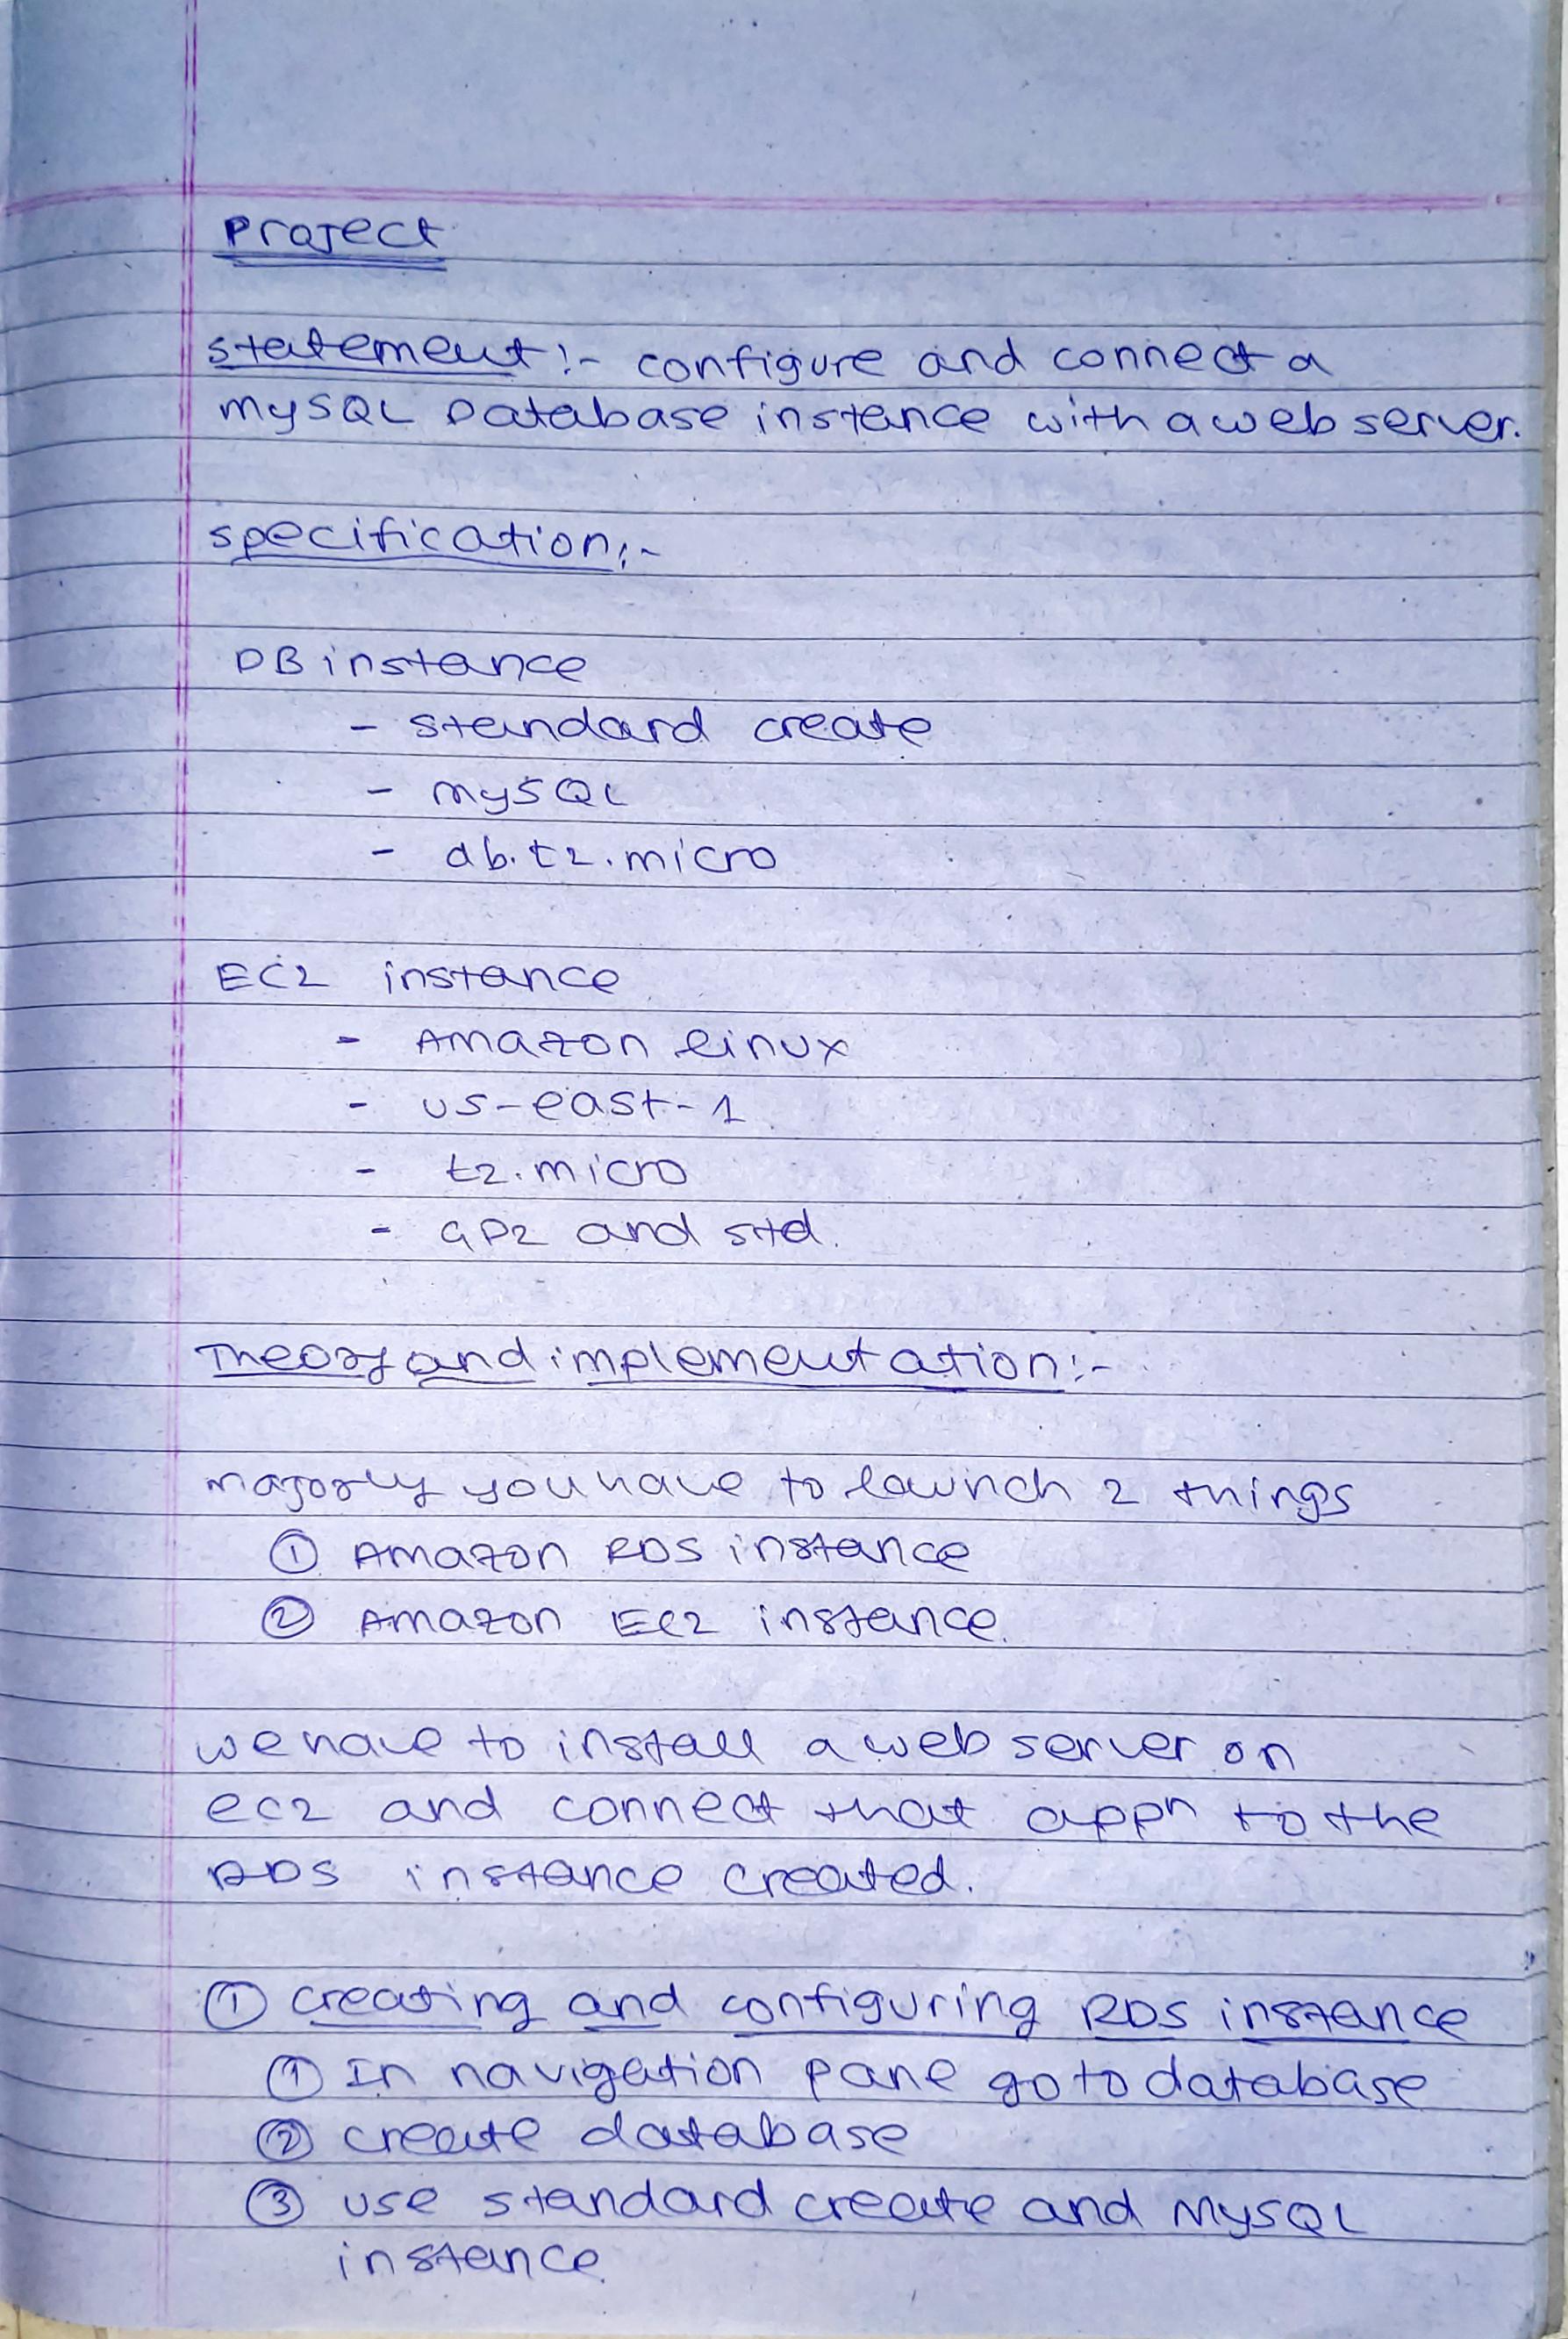 Project
statement :- configure and connect a
MySQL Database instance with a web server.
specification :-
DB instance
- standard create
- MySQL
- db.t2.micro
EC2 instance
- Amazon linux
- us-east-1
- t2.micro
- GP2 and std.
Theory and implementation :-
majorly you have to launch 2 things
① Amazon RDS instance
② Amazon EC2 instance.
we have to install a web server on
ec2 and connect that appn to the
RDS instance created.
① creating and configuring RDS instance
① In navigation pane go to database
② create database
③ use standard create and MySQL
instance.